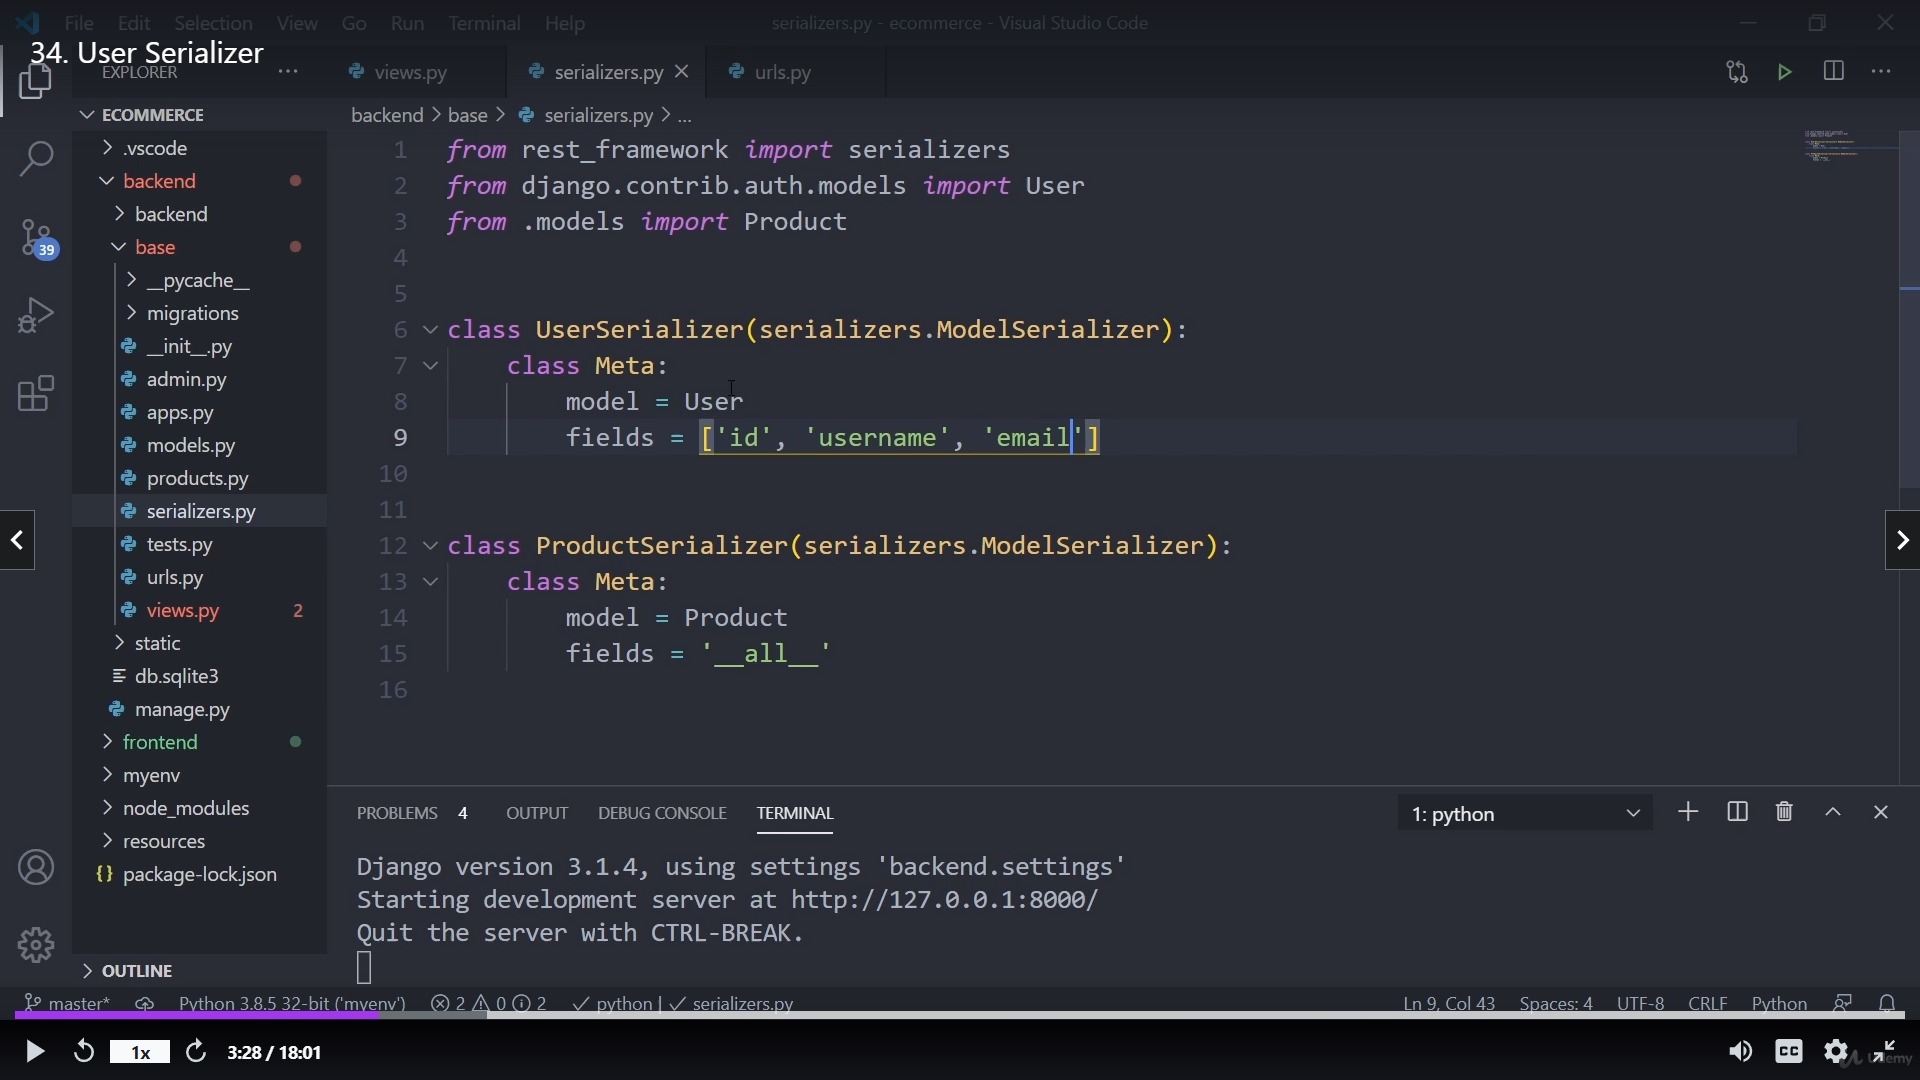 File Edit Selection View Go Run Terminal Help
serializers.py - ecommerce - Visual Studio Code
34. User Serializer
EXPLORER
views.py
serializers.py
urls.py
ECOMMERCE
backend > base > serializers.py > ...
.vscode
backend
backend
base
__pycache__
migrations
__init__.py
admin.py
apps.py
models.py
products.py
serializers.py
tests.py
urls.py
views.py 2
static
db.sqlite3
manage.py
frontend
myenv
node_modules
resources
{} package-lock.json
OUTLINE
39
1 from rest_framework import serializers
2 from django.contrib.auth.models import User
3 from .models import Product
4
5
6 class UserSerializer(serializers.ModelSerializer):
7     class Meta:
8         model = User
9         fields = ['id', 'username', 'email']
10
11
12 class ProductSerializer(serializers.ModelSerializer):
13     class Meta:
14         model = Product
15         fields = '__all__'
16
PROBLEMS 4 OUTPUT DEBUG CONSOLE TERMINAL
1: python
Django version 3.1.4, using settings 'backend.settings'
Starting development server at http://127.0.0.1:8000/
Quit the server with CTRL-BREAK.
master* Python 3.8.5 32-bit ('myenv') 2 0 2 python | serializers.py Ln 9, Col 43 Spaces: 4 UTF-8 CRLF Python
1x 3:28 / 18:01
CC
Udemy